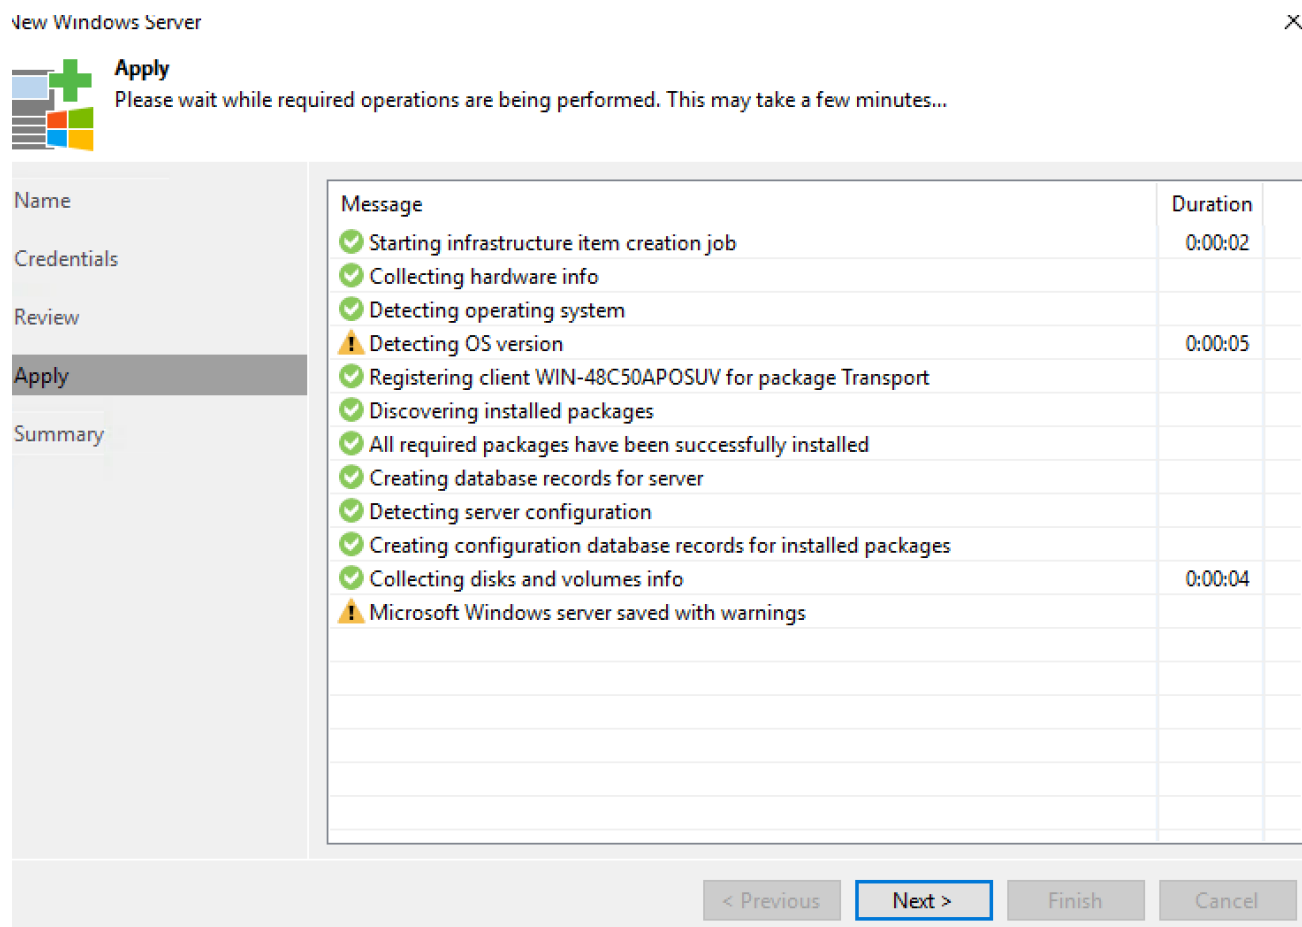 New Windows Server
Apply
Please wait while required operations are being performed. This may take a few minutes...
Name
Credentials
Review
Apply
Summary
Message Duration
Starting infrastructure item creation job 0:00:02
Collecting hardware info
Detecting operating system
Detecting OS version 0:00:05
Registering client WIN-48C50APOSUV for package Transport
Discovering installed packages
All required packages have been successfully installed
Creating database records for server
Detecting server configuration
Creating configuration database records for installed packages
Collecting disks and volumes info 0:00:04
Microsoft Windows server saved with warnings
< Previous Next > Finish Cancel